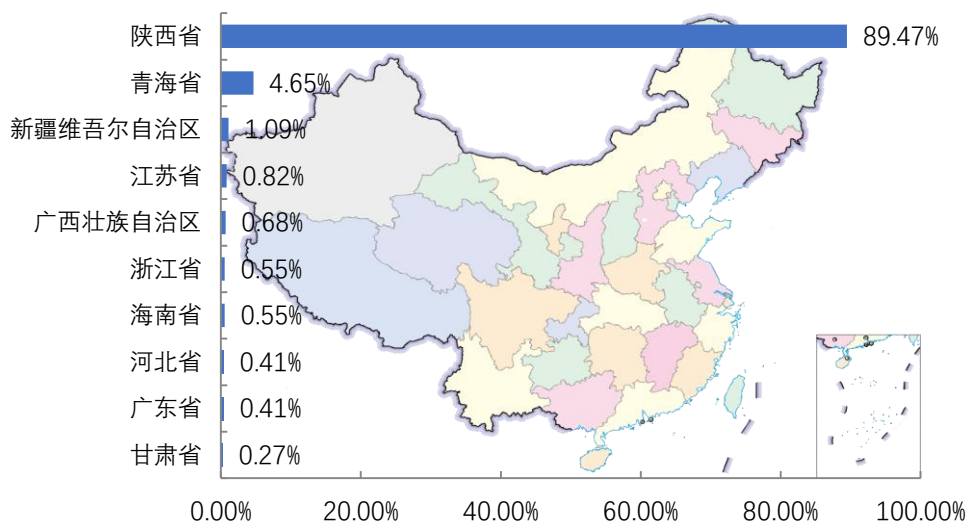 陕西省 89.47%
青海省 4.65%
新疆维吾尔自治区 1.09%
江苏省 0.82%
广西壮族自治区 0.68%
浙江省 0.55%
海南省 0.55%
河北省 0.41%
广东省 0.41%
甘肃省 0.27%
0.00% 20.00% 40.00% 60.00% 80.00% 100.00%